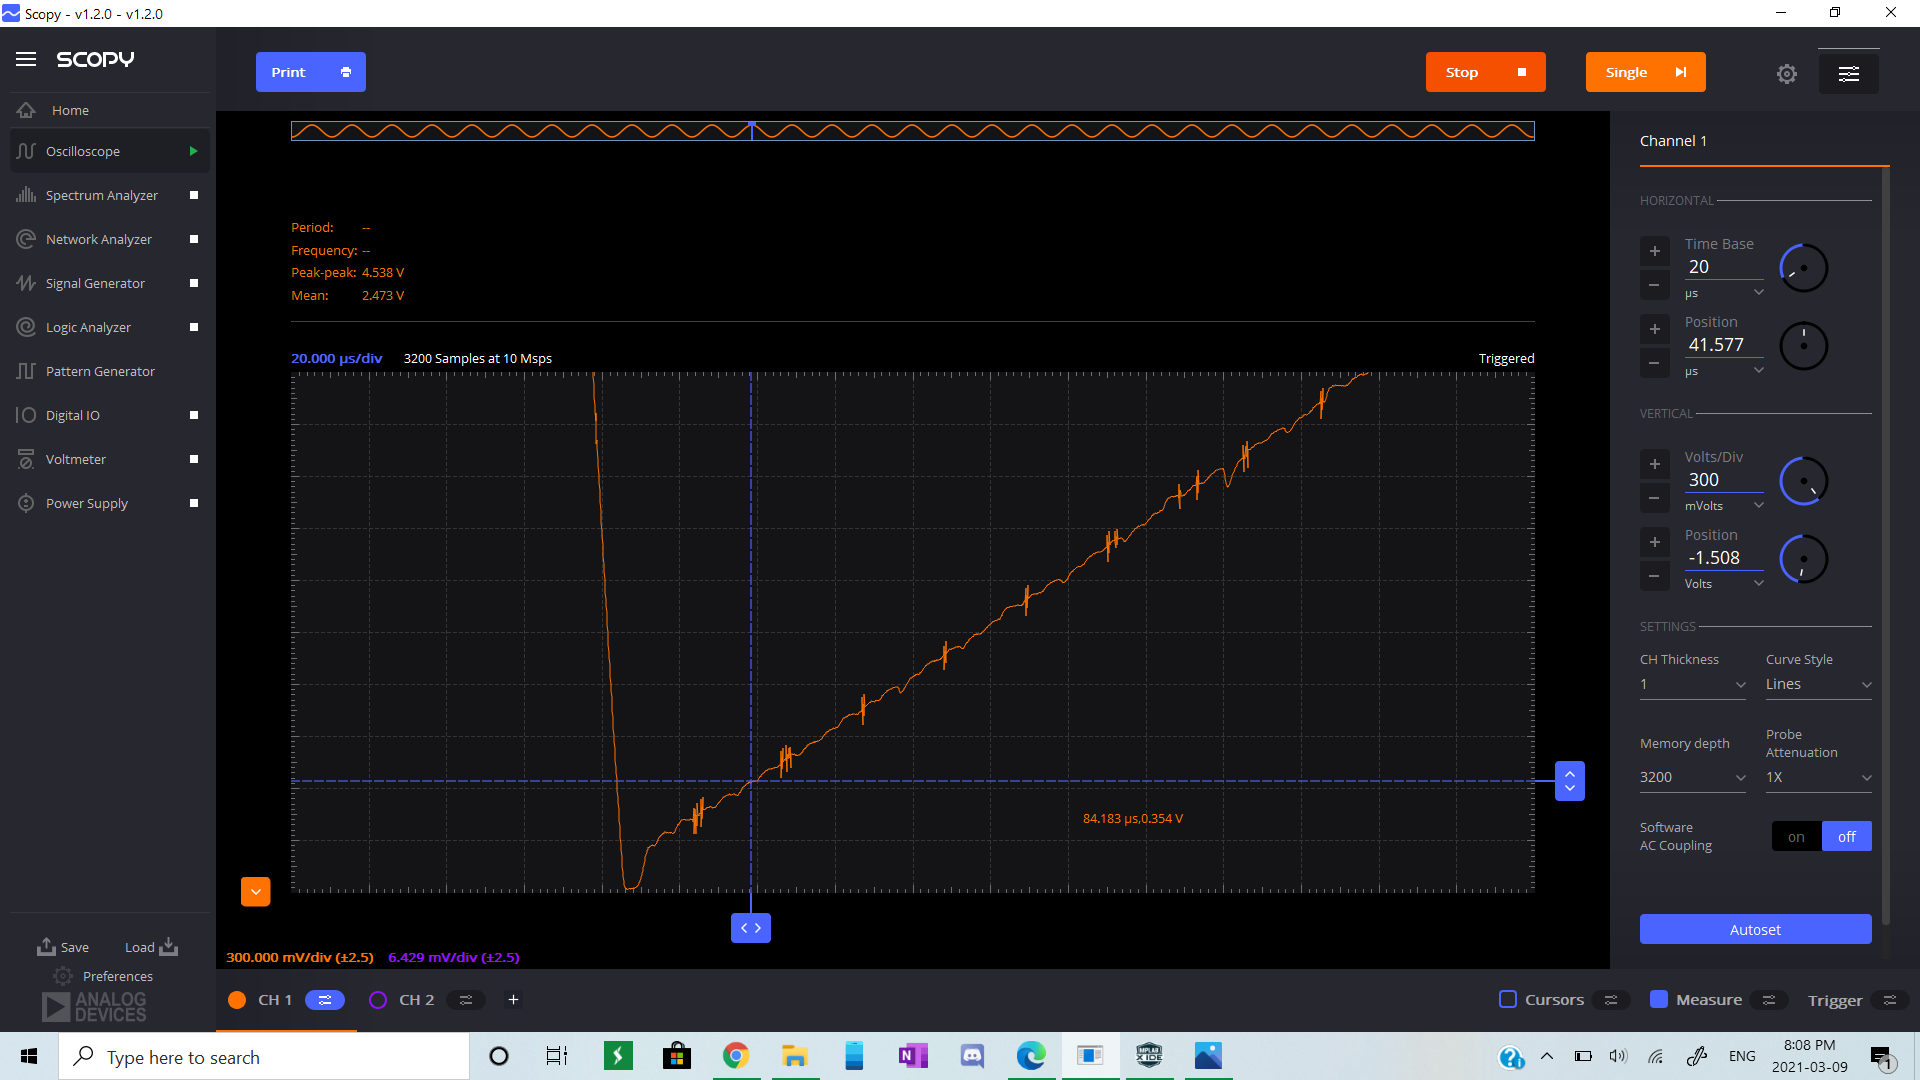 Scopy - v1.2.0 - v1.2.0
SCOPY
Home
Oscilloscope
Spectrum Analyzer
Network Analyzer
Signal Generator
Logic Analyzer
Pattern Generator
Digital IO
Voltmeter
Power Supply
Save
Load
Preferences
ANALOG
DEVICES
Print
Stop
Single
Period: --
Frequency: --
Peak-peak: 4.538 V
Mean: 2.473 V
20.000 µs/div 3200 Samples at 10 Msps Triggered
84.183 µs,0.354 V
300.000 mV/div (±2.5) 6.429 mV/div (±2.5)
CH 1
CH 2
+
Cursors
Measure
Trigger
Channel 1
HORIZONTAL
Time Base
20
µs
Position
41.577
µs
VERTICAL
Volts/Div
300
mVolts
Position
-1.508
Volts
SETTINGS
CH Thickness
1
Curve Style
Lines
Memory depth
3200
Probe
Attenuation
1X
Software
AC Coupling
on off
Autoset
Type here to search
MPLAB
X IDE
ENG
8:08 PM
2021-03-09
1